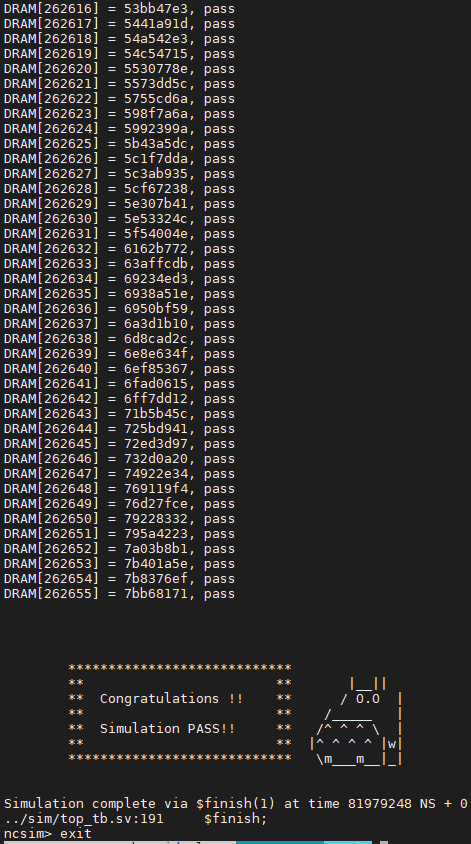 DRAM[262616] = 53bb47e3, pass
DRAM[262617] = 5441a91d, pass
DRAM[262618] = 54a542e3, pass
DRAM[262619] = 54c54715, pass
DRAM[262620] = 5530778e, pass
DRAM[262621] = 5573dd5c, pass
DRAM[262622] = 5755cd6a, pass
DRAM[262623] = 598f7a6a, pass
DRAM[262624] = 5992399a, pass
DRAM[262625] = 5b43a5dc, pass
DRAM[262626] = 5c1f7dda, pass
DRAM[262627] = 5c3ab935, pass
DRAM[262628] = 5cf67238, pass
DRAM[262629] = 5e307b41, pass
DRAM[262630] = 5e53324c, pass
DRAM[262631] = 5f54004e, pass
DRAM[262632] = 6162b772, pass
DRAM[262633] = 63affcdb, pass
DRAM[262634] = 69234ed3, pass
DRAM[262635] = 6938a51e, pass
DRAM[262636] = 6950bf59, pass
DRAM[262637] = 6a3d1b10, pass
DRAM[262638] = 6d8cad2c, pass
DRAM[262639] = 6e8e634f, pass
DRAM[262640] = 6ef85367, pass
DRAM[262641] = 6fad0615, pass
DRAM[262642] = 6ff7dd12, pass
DRAM[262643] = 71b5b45c, pass
DRAM[262644] = 725bd941, pass
DRAM[262645] = 72ed3d97, pass
DRAM[262646] = 732d0a20, pass
DRAM[262647] = 74922e34, pass
DRAM[262648] = 769119f4, pass
DRAM[262649] = 76d27fce, pass
DRAM[262650] = 79228332, pass
DRAM[262651] = 795a4223, pass
DRAM[262652] = 7a03b8b1, pass
DRAM[262653] = 7b401a5e, pass
DRAM[262654] = 7b8376ef, pass
DRAM[262655] = 7bb68171, pass
        ****************************
        **                        **       |__||
        **  Congratulations !!    **      / O.O  |
        **                        **    /_____   |
        **  Simulation PASS!!     **   /^ ^ ^ \  |
        **                        **  |^ ^ ^ ^ |w|
        ****************************   \m___m__|_|
Simulation complete via $finish(1) at time 81979248 NS + 0
../sim/top_tb.sv:191     $finish;
ncsim> exit